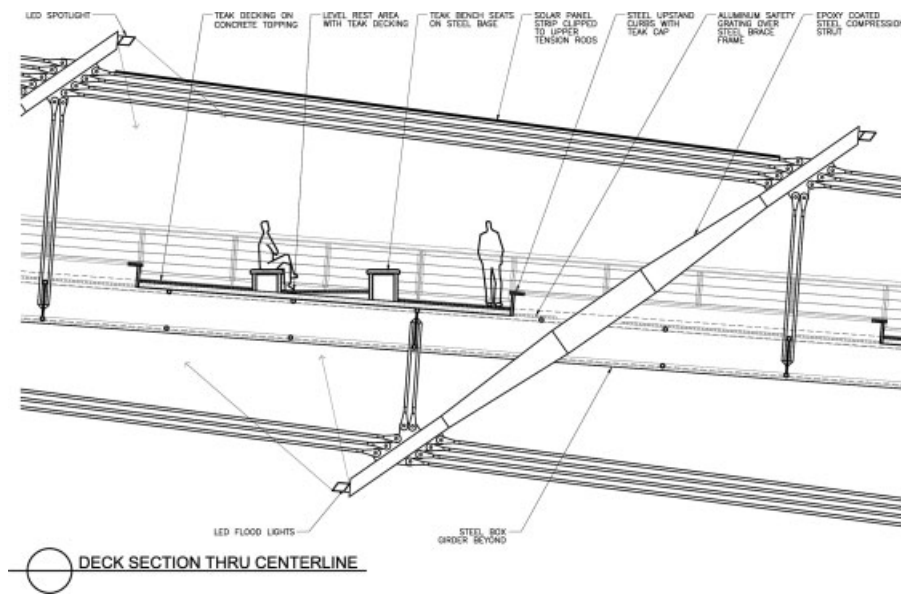 LED SPOTLIGHT
TEAK DECKING ON
CONCRETE TOPPING
LEVEL REST AREA
WITH TEAK DECKING
TEAK BENCH SEATS
ON STEEL BASE
SOLAR PANEL
STRIP CLIPPED
TO UPPER
TENSION RODS
STEEL UPSTAND
CURBS WITH
TEAK CAP
ALUMINUM SAFETY
GRATING OVER
STEEL BRACE
FRAME
EPOXY COATED
STEEL COMPRESSION
STRUT
LED FLOOD LIGHTS
STEEL BOX
GIRDER BEYOND
DECK SECTION THRU CENTERLINE